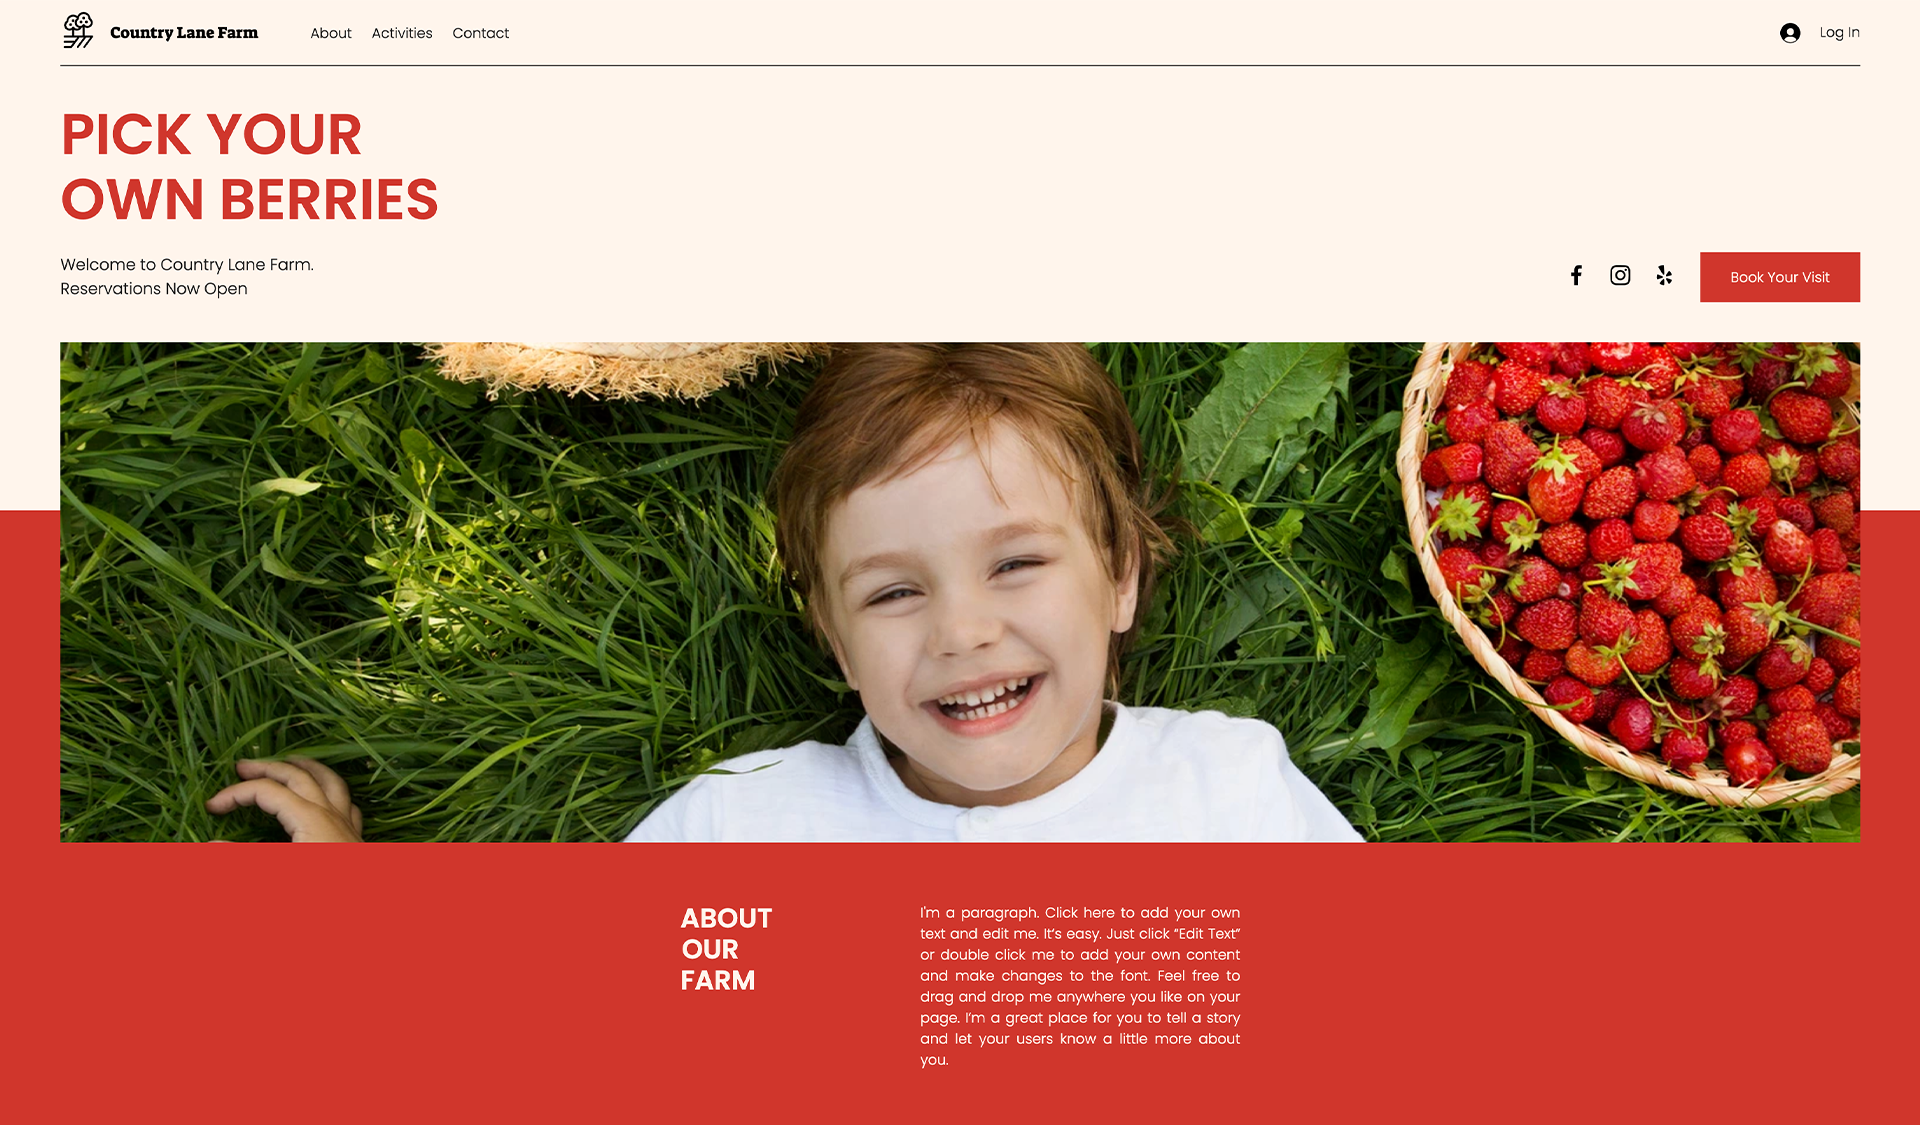 Country Lane Farm
About
Activities
Contact
Log In
PICK YOUR
OWN BERRIES
Welcome to Country Lane Farm.
Reservations Now Open
Book Your Visit
ABOUT
OUR
FARM
I'm a paragraph. Click here to add your own
text and edit me. It's easy. Just click “Edit Text”
or double click me to add your own content
and make changes to the font. Feel free to
drag and drop me anywhere you like on your
page. I'm a great place for you to tell a story
and let your users know a little more about
you.